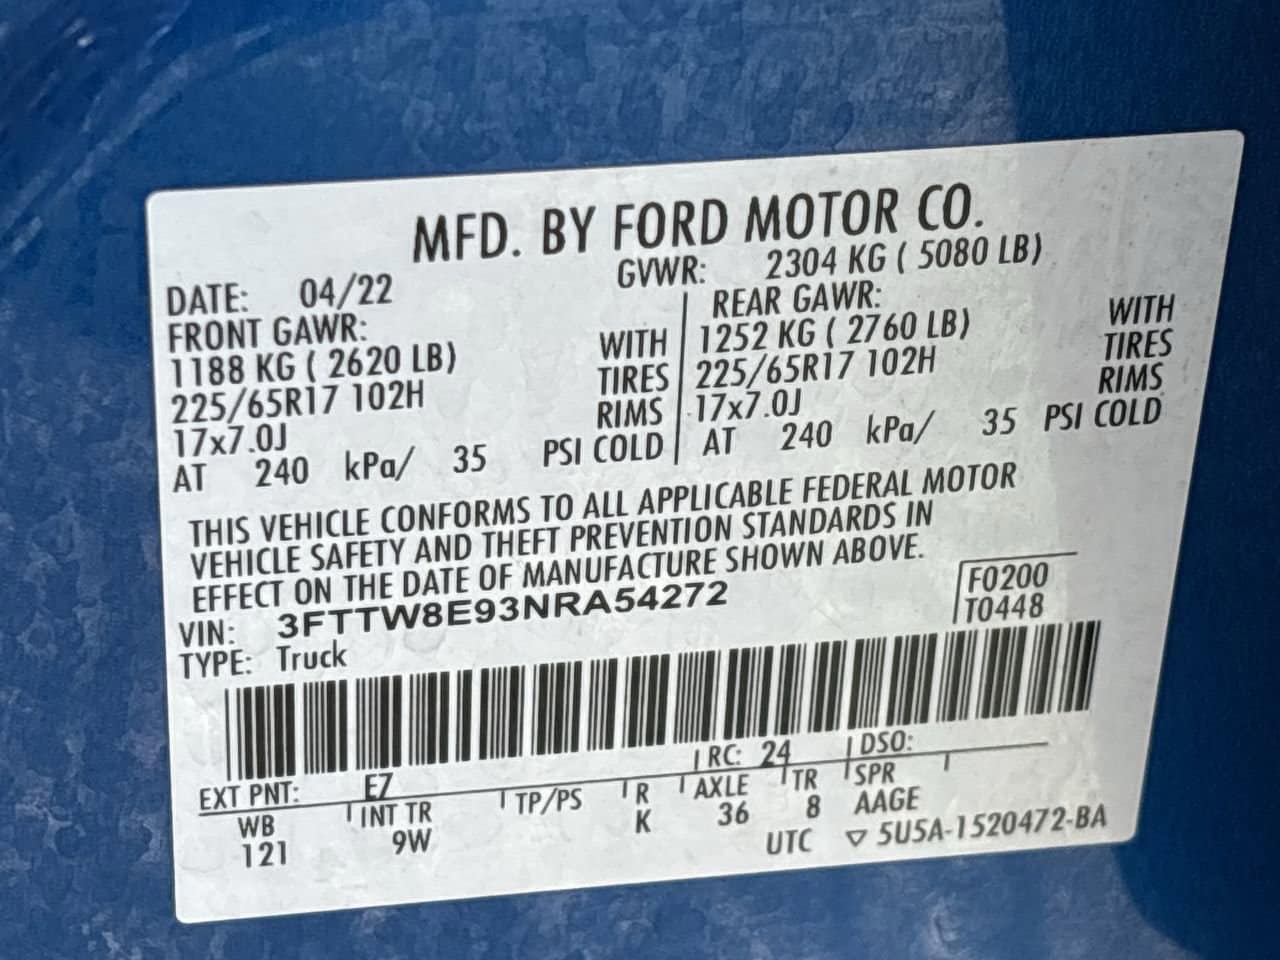 MFD. BY FORD MOTOR CO.
DATE: 04/22 GVWR: 2304 KG ( 5080 LB)
FRONT GAWR: REAR GAWR:
1188 KG ( 2620 LB) WITH 1252 KG ( 2760 LB) WITH
225/65R17 102H TIRES 225/65R17 102H TIRES
17x7.0J RIMS 17x7.0J RIMS
AT 240 kPa/ 35 PSI COLD AT 240 kPa/ 35 PSI COLD
THIS VEHICLE CONFORMS TO ALL APPLICABLE FEDERAL MOTOR
VEHICLE SAFETY AND THEFT PREVENTION STANDARDS IN
EFFECT ON THE DATE OF MANUFACTURE SHOWN ABOVE.
VIN: 3FTTW8E93NRA54272 F0200
TYPE: Truck T0448
EXT PNT: E7 RC: 24 DSO:
WB INT TR TP/PS R AXLE TR SPR
121 9W K 36 8 AAGE
UTC ▽ 5U5A-1520472-BA